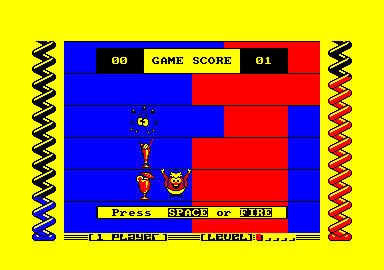 00 GAME SCORE 01
Press SPACE or FIRE
[1 Player] [Level: